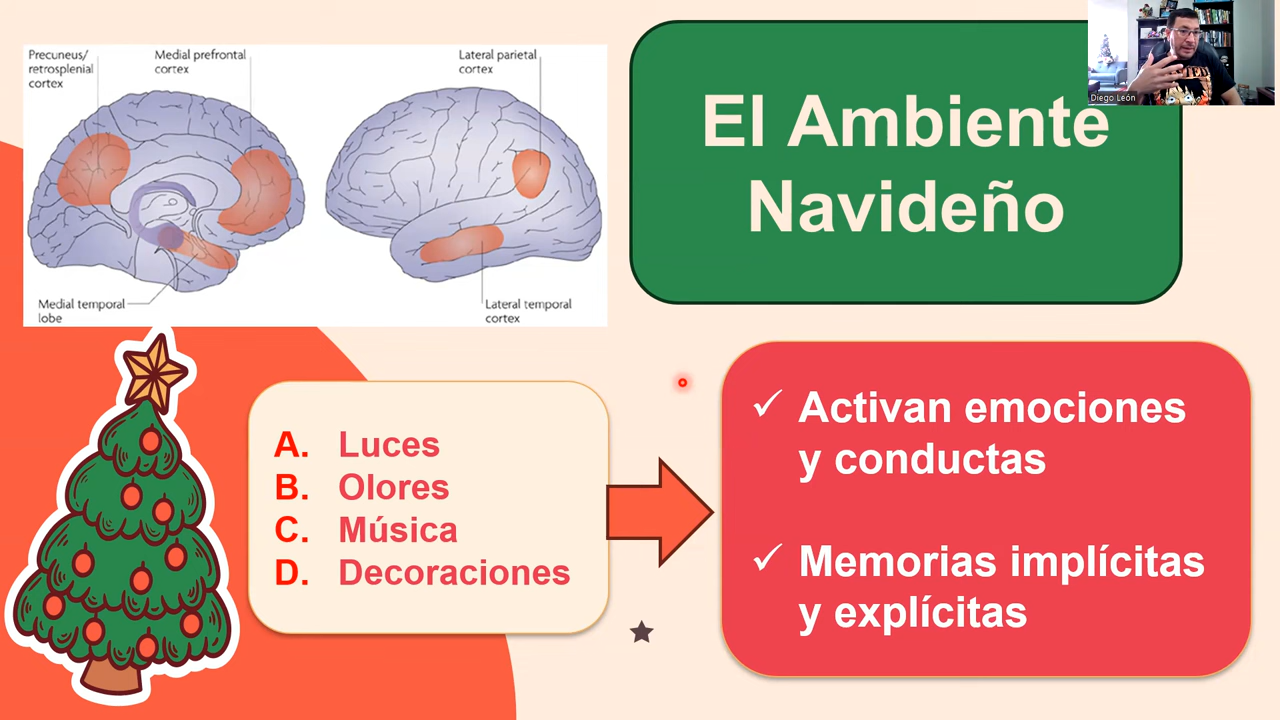 Precuneus/
retrosplenial
cortex
Medial prefrontal
cortex
Lateral parietal
cortex
Medial temporal
lobe
Lateral temporal
cortex
El Ambiente
Navideño
Diego León
A. Luces
B. Olores
C. Música
D. Decoraciones
✓ Activan emociones
y conductas
✓ Memorias implícitas
y explícitas